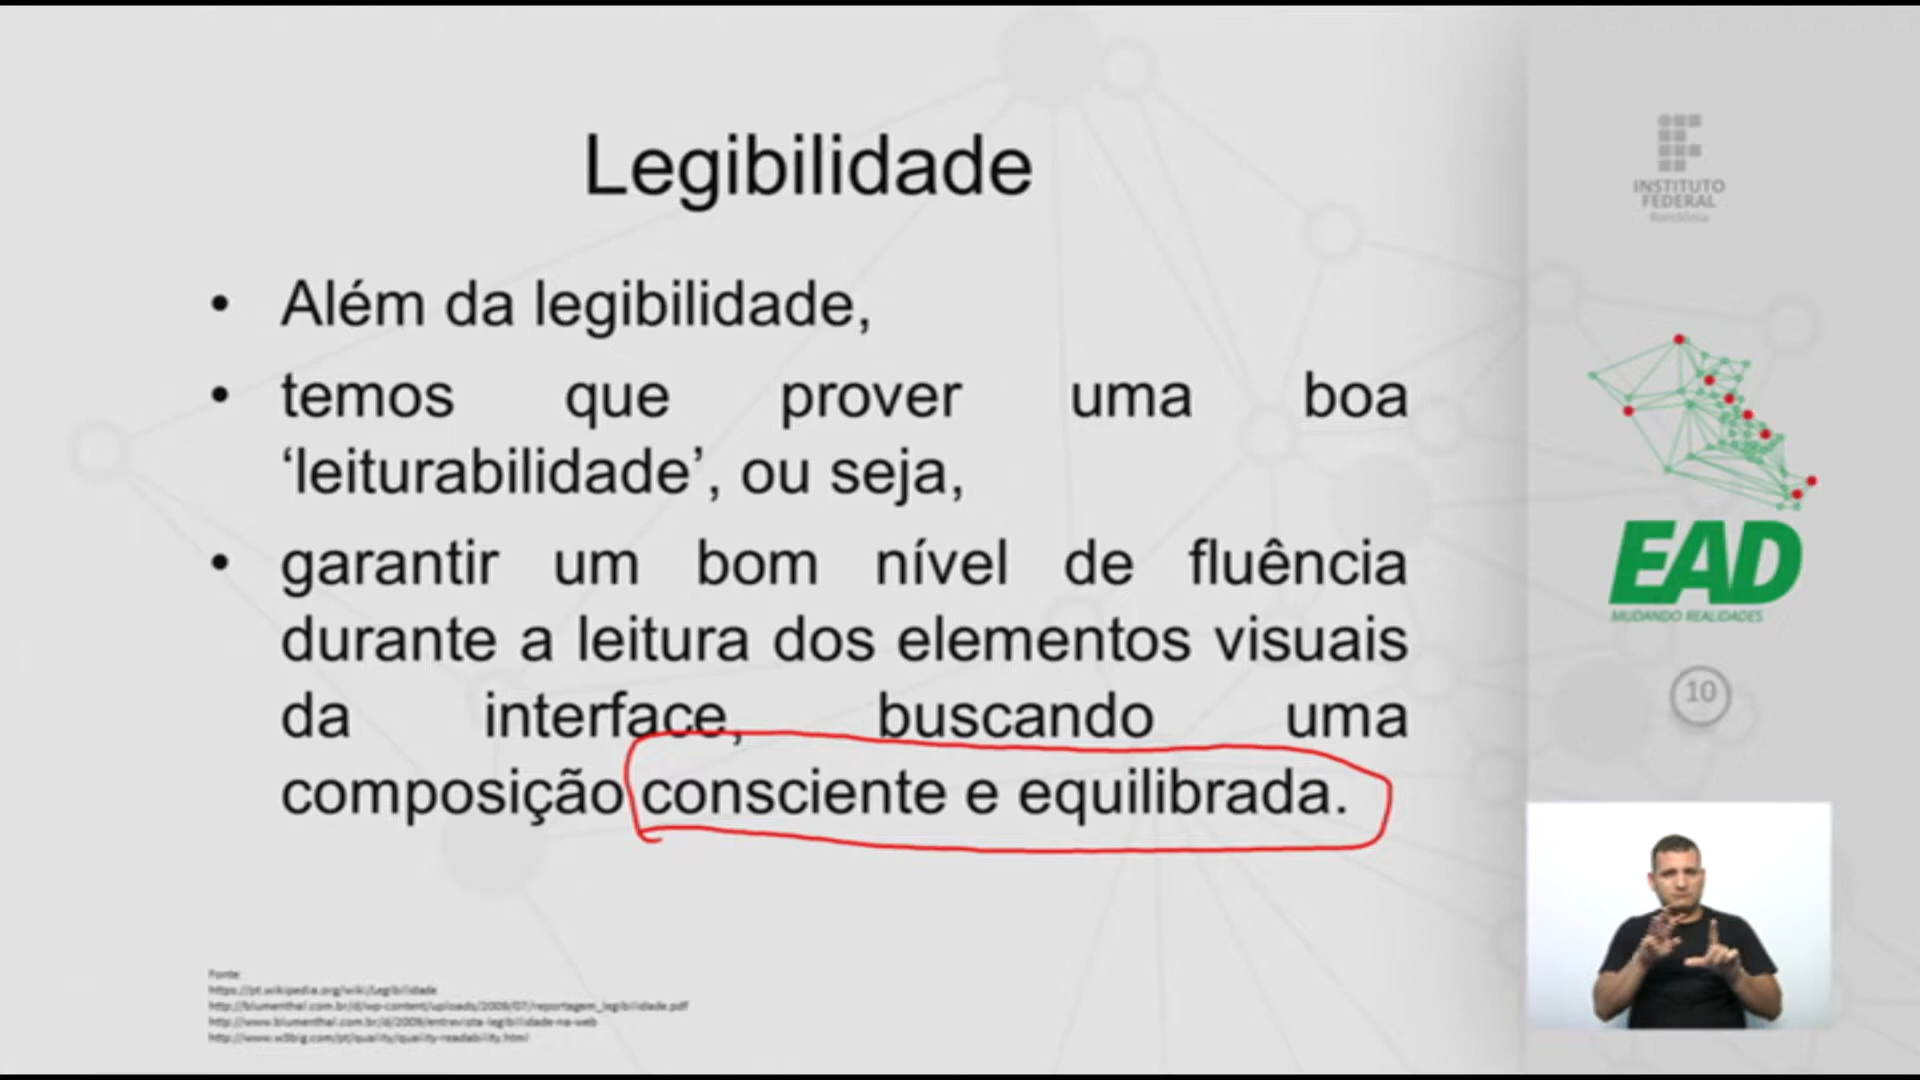 Legibilidade
• Além da legibilidade,
• temos que prover uma boa
‘leiturabilidade’, ou seja,
• garantir um bom nível de fluência
durante a leitura dos elementos visuais
da interface, buscando uma
composição consciente e equilibrada.
Fonte:
https://pt.wikipedia.org/wiki/Legibilidade
http://blumenthal.com.br/d/wp-content/uploads/2009/07/reportagem_legibilidade.pdf
http://www.blumenthal.com.br/d/2009/entrevista-legibilidade-na-web
http://www.w3big.com/pt/quality/quality-readability.html
INSTITUTO
FEDERAL
Rondônia
EAD
MUDANDO REALIDADES
10